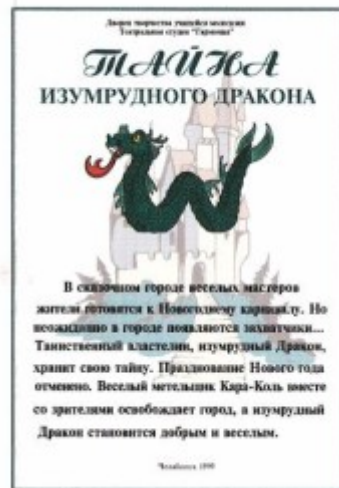 Дворец творчества учащейся молодежи
Театральная студия "Гармония"
ТАЙНА
ИЗУМРУДНОГО ДРАКОНА
В сказочном городе веселых мастеров
жители готовятся к Новогоднему карнавалу. Но
неожиданно в городе появляются захватчики...
Таинственный властелин, изумрудный Дракон,
хранит свою тайну. Празднование Нового года
отменено. Веселый метельщик Кара-Коль вместе
со зрителями освобождает город, а изумрудный
Дракон становится добрым и веселым.
Челябинск